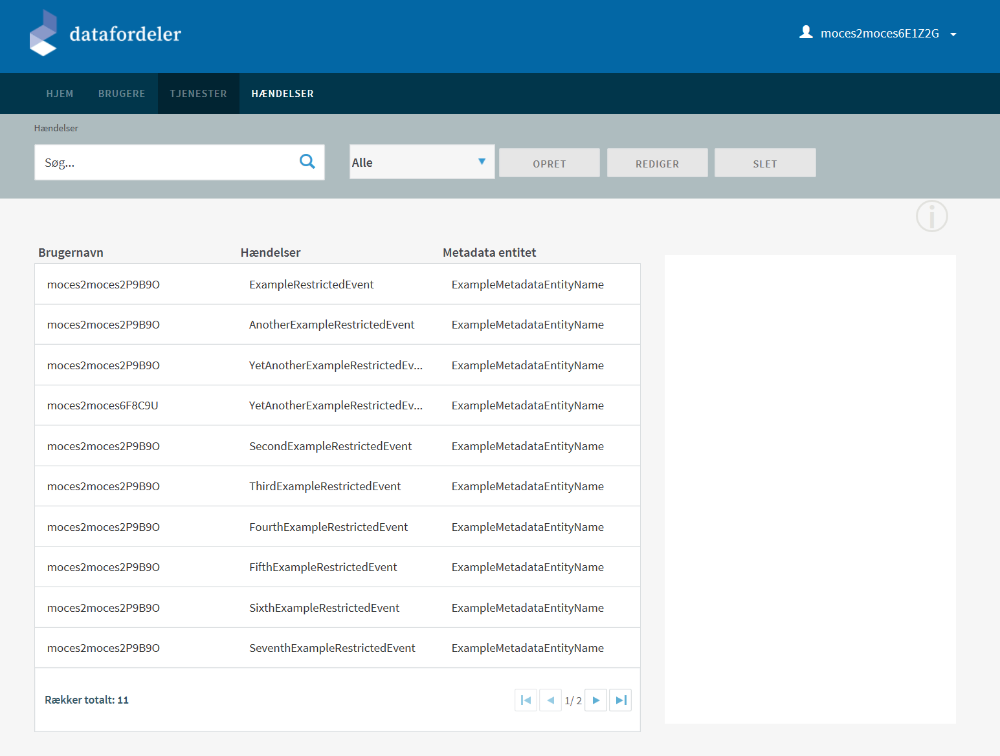 datafordeler
moces2moces6E1Z2G
HJEM BRUGERE TJENESTER HÆNDELSER
Hændelser
Søg... Alle OPRET REDIGER SLET
Brugernavn Hændelser Metadata entitet
moces2moces2P9B9O ExampleRestrictedEvent ExampleMetadataEntityName
moces2moces2P9B9O AnotherExampleRestrictedEvent ExampleMetadataEntityName
moces2moces2P9B9O YetAnotherExampleRestrictedEv... ExampleMetadataEntityName
moces2moces6F8C9U YetAnotherExampleRestrictedEv... ExampleMetadataEntityName
moces2moces2P9B9O SecondExampleRestrictedEvent ExampleMetadataEntityName
moces2moces2P9B9O ThirdExampleRestrictedEvent ExampleMetadataEntityName
moces2moces2P9B9O FourthExampleRestrictedEvent ExampleMetadataEntityName
moces2moces2P9B9O FifthExampleRestrictedEvent ExampleMetadataEntityName
moces2moces2P9B9O SixthExampleRestrictedEvent ExampleMetadataEntityName
moces2moces2P9B9O SeventhExampleRestrictedEvent ExampleMetadataEntityName
Rækker totalt: 11 1/ 2